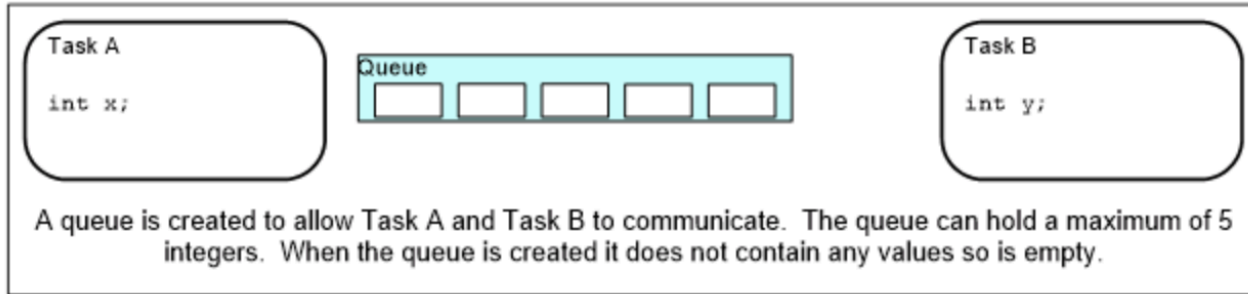 Task A
int x;
Queue
Task B
int y;
A queue is created to allow Task A and Task B to communicate.  The queue can hold a maximum of 5
integers.  When the queue is created it does not contain any values so is empty.